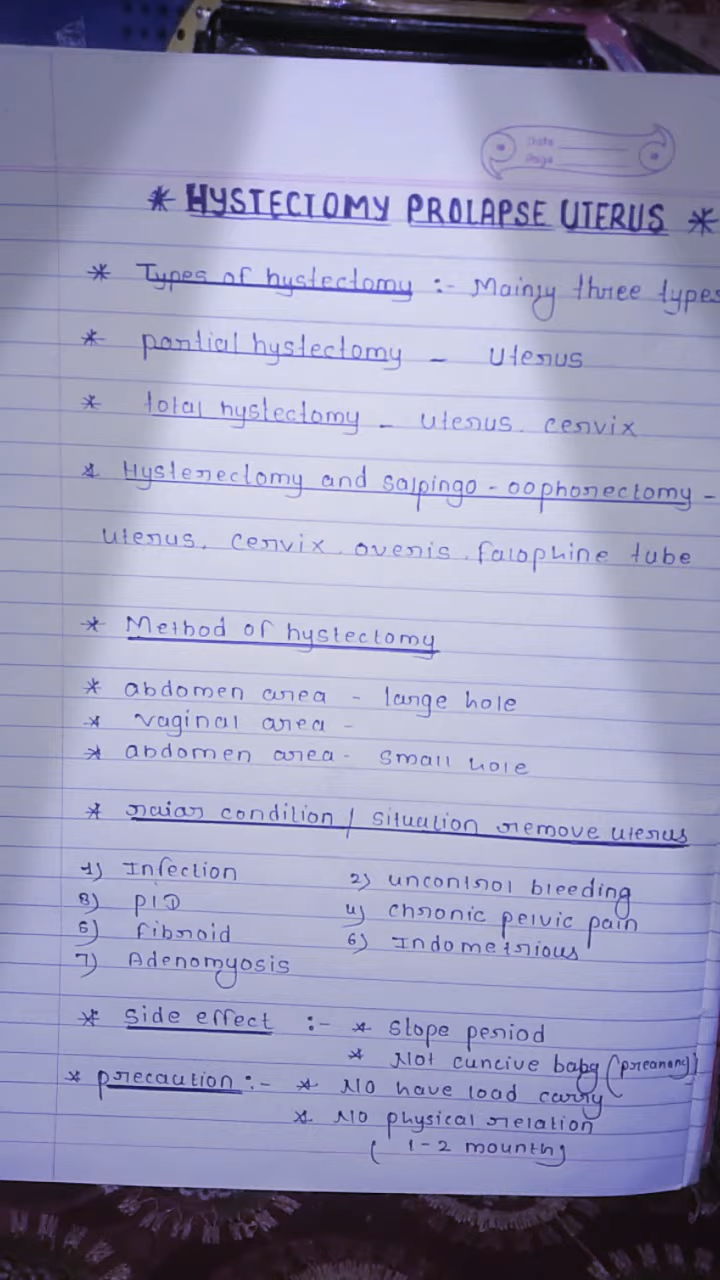 Date
Page
* HYSTECTOMY PROLAPSE UTERUS *
* Types of hystectomy :- Mainly three types
* partial hystectomy - uterus
* total hystectomy - uterus. cervix
* Hysterectomy and salpingo - oophorectomy -
uterus. cervix. overis. falophine tube
* Method of hystectomy
* abdomen area - large hole
* vaginal area -
* abdomen area - small hole
* condition / situation remove uterus
1) Infection 2) uncontrol bleeding
3) PID 4) chronic pelvic pain
5) fibroid 6) Indometrious
7) Adenomyosis
* side effect :- * slope period
* Not cuncive baby
* precaution :- * No have load carry
* No physical relation
( 1-2 mounth)